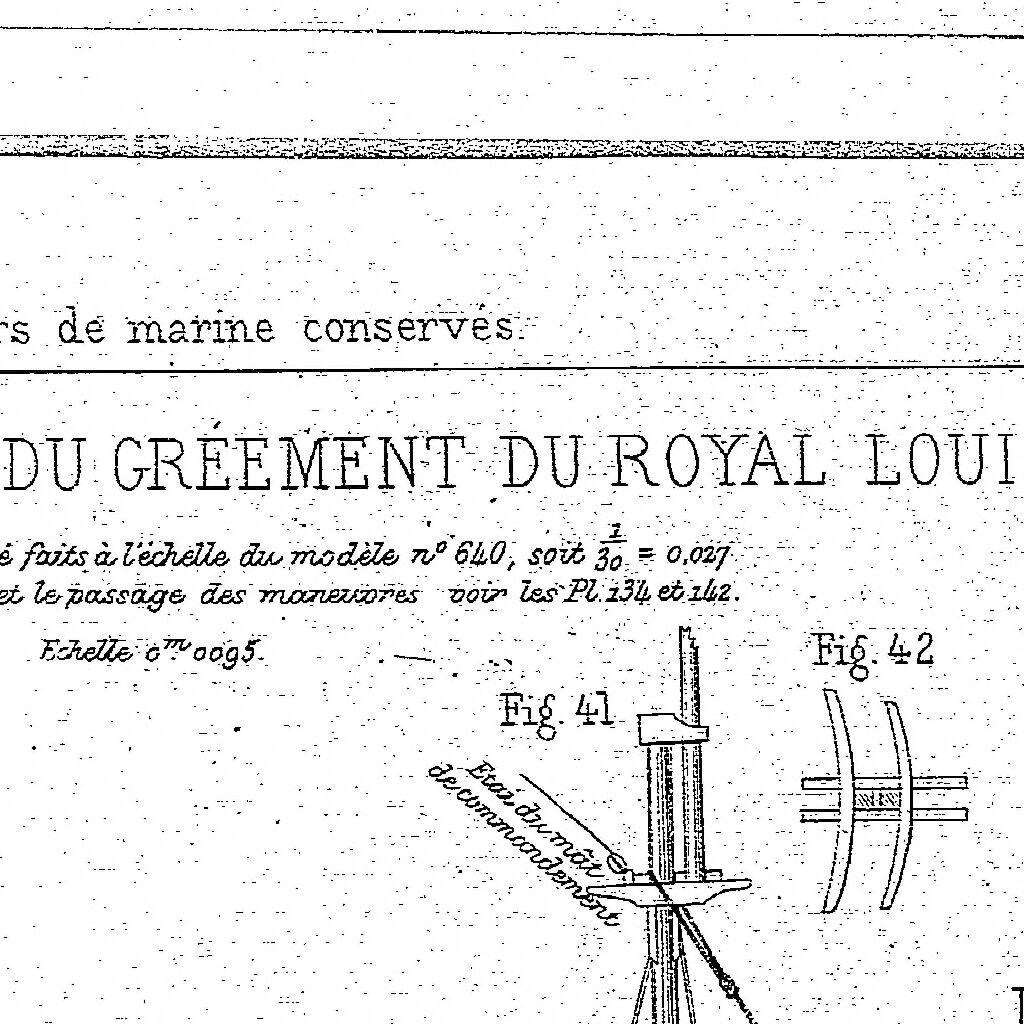 rs de marine conservés.
DU GRÉEMENT DU ROYAL LOUI
é faits à l'échelle du modèle nº 640, soit 1/30 = 0,027
et le passage des manœuvres voir les Pl. 134 et 142.
Echelle 0m 0095.
Fig. 42
Fig. 41
Etai du mât
de commandement